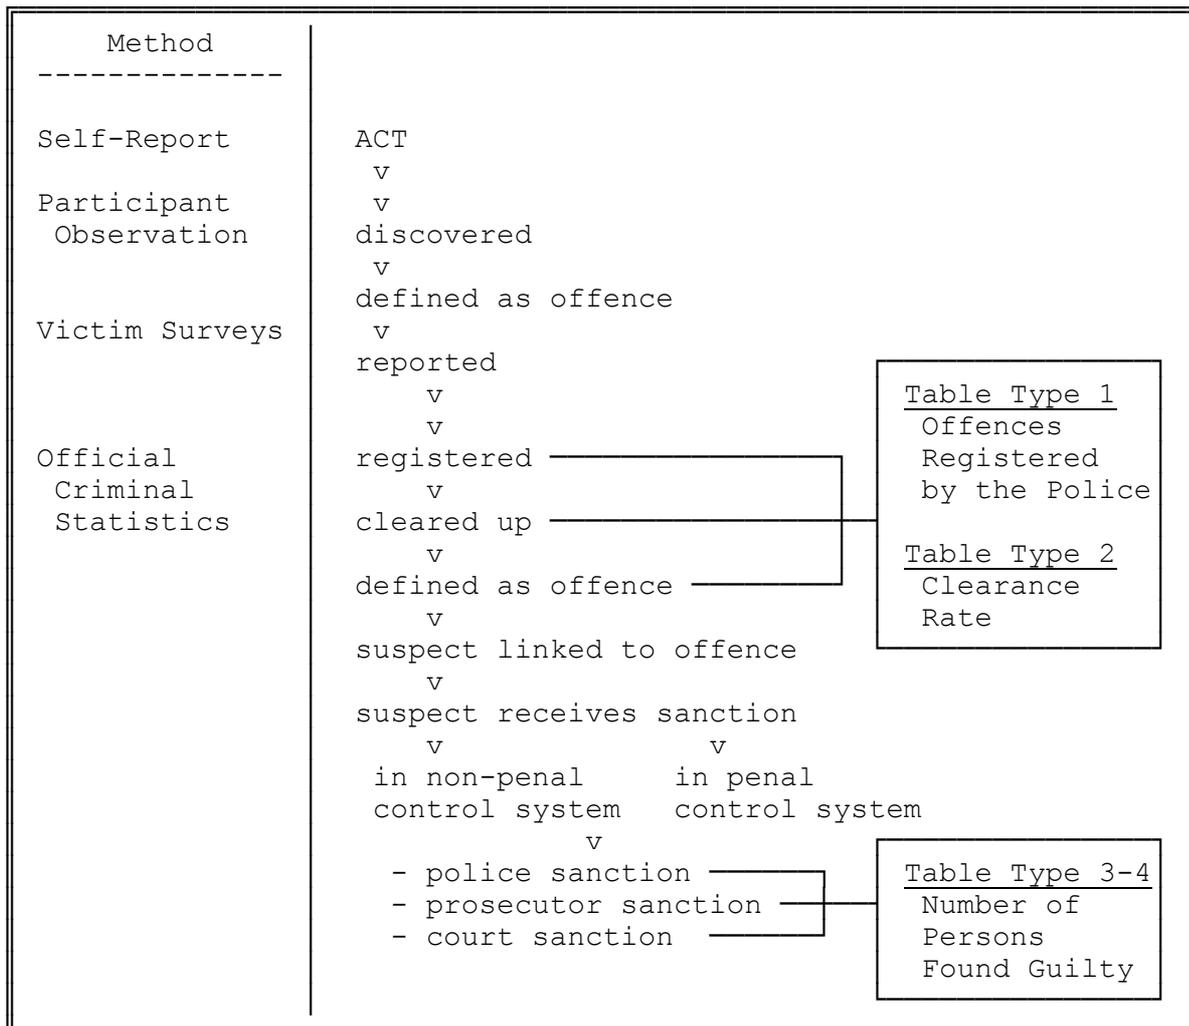 Method
--------------
Self-Report ACT
v
Participant v
Observation discovered
v
defined as offence
Victim Surveys v
reported
v Table Type 1
v Offences
Official registered Registered
Criminal v by the Police
Statistics cleared up
v Table Type 2
defined as offence Clearance
v Rate
suspect linked to offence
v
suspect receives sanction
v v
in non-penal in penal
control system control system
v
- police sanction Table Type 3-4
- prosecutor sanction Number of
- court sanction Persons
Found Guilty